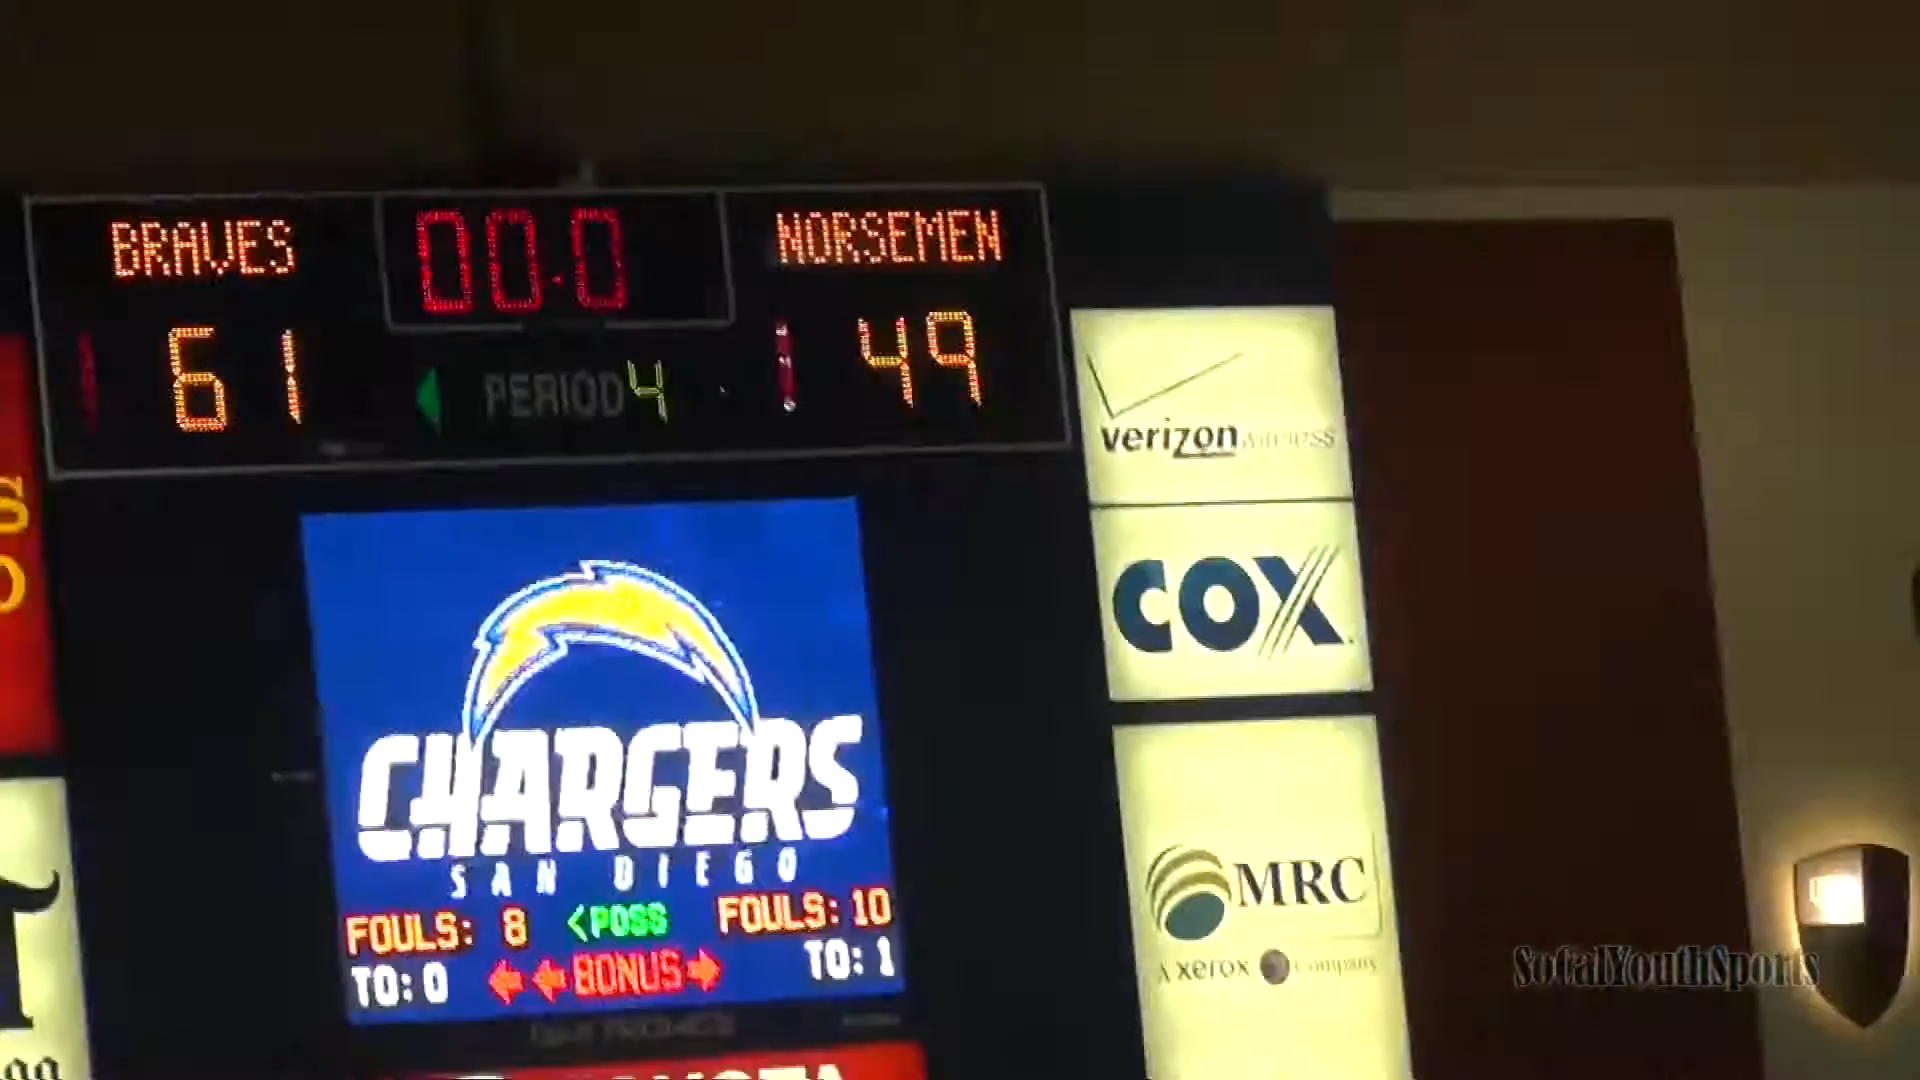 BRAVES 00.0 NORSEMEN
61 PERIOD 4 49
verizon wireless
COX
CHARGERS
SAN DIEGO
FOULS: 8 <POSS FOULS: 10
TO: 0 BONUS TO: 1
MRC
A xerox company
SoCalYouthSports